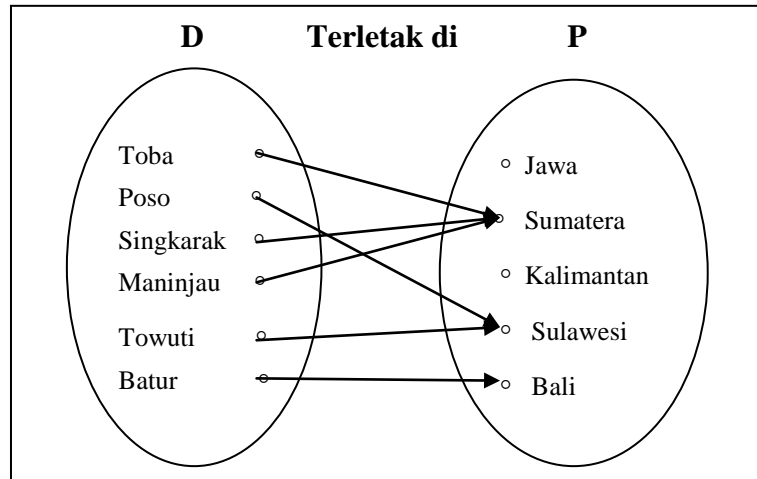 D Terletak di P
Toba
Poso
Singkarak
Maninjau
Towuti
Batur
Jawa
Sumatera
Kalimantan
Sulawesi
Bali